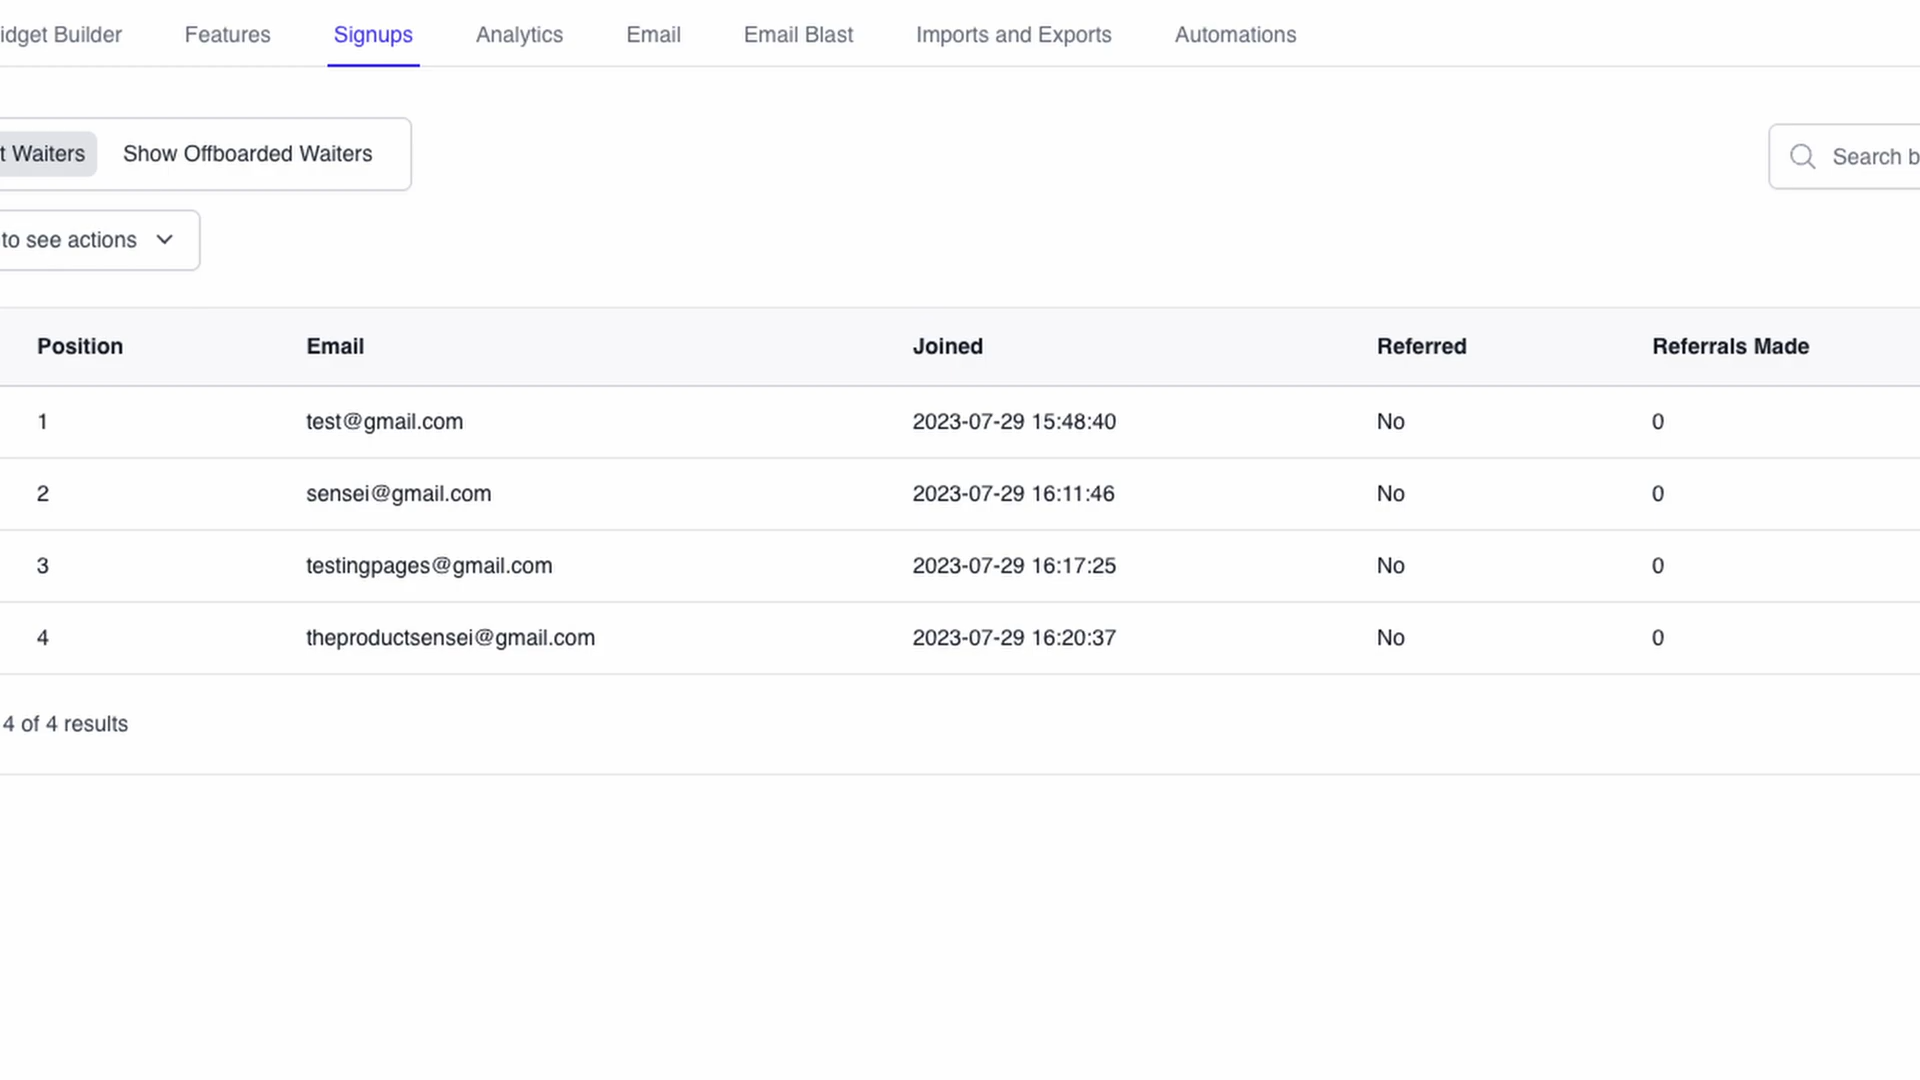 idget Builder Features Signups Analytics Email Email Blast Imports and Exports Automations
t Waiters Show Offboarded Waiters Search b
to see actions
Position Email Joined Referred Referrals Made
1 test@gmail.com 2023-07-29 15:48:40 No 0
2 sensei@gmail.com 2023-07-29 16:11:46 No 0
3 testingpages@gmail.com 2023-07-29 16:17:25 No 0
4 theproductsensei@gmail.com 2023-07-29 16:20:37 No 0
4 of 4 results